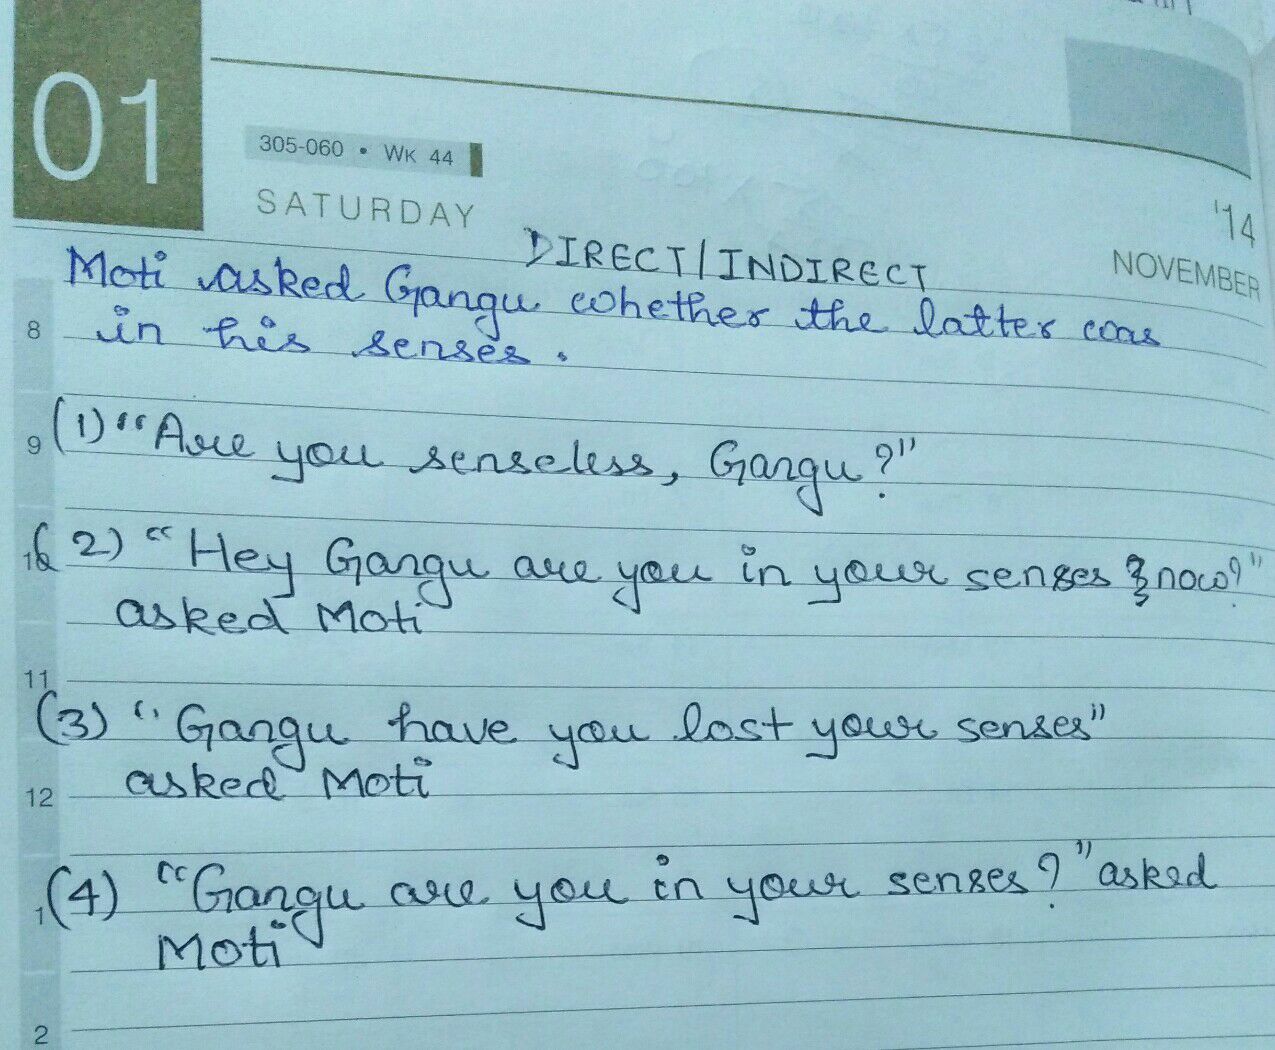 01
305-060 • WK 44
SATURDAY
'14
NOVEMBER
DIRECT/INDIRECT
Moti asked Gangu whether the latter was
8 in his senses.
9 (1) "Are you senseless, Gangu?"
10 (2) "Hey Gangu are you in your senses now?"
asked Moti
11
(3) "Gangu have you lost your senses"
asked Moti
12
1 (4) "Gangu are you in your senses?" asked
Moti
2